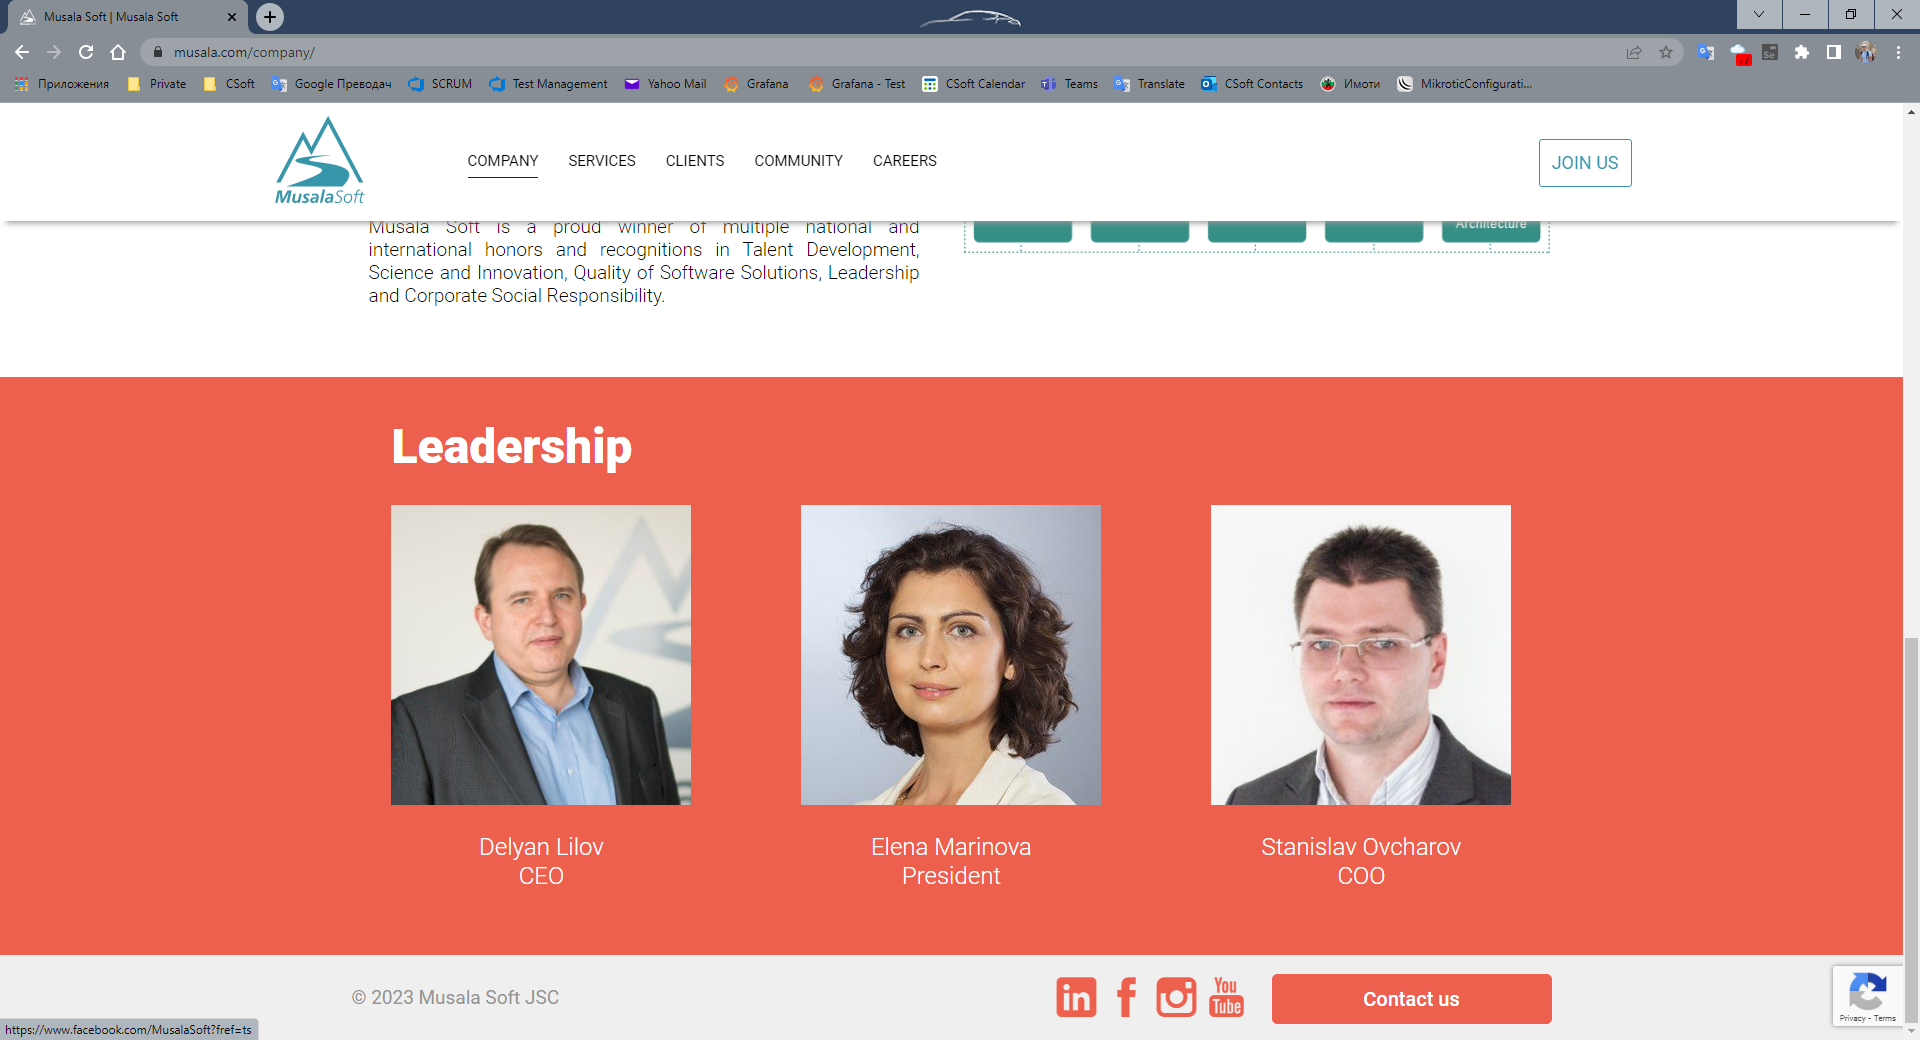 Musala Soft | Musala Soft
musala.com/company/
Приложения Private CSoft Google Преводач SCRUM Test Management Yahoo Mail Grafana Grafana - Test CSoft Calendar Teams Translate CSoft Contacts Имоти MikroticConfigurati...
MusalaSoft
COMPANY SERVICES CLIENTS COMMUNITY CAREERS
JOIN US
Musala Soft is a proud winner of multiple national and
international honors and recognitions in Talent Development,
Science and Innovation, Quality of Software Solutions, Leadership
and Corporate Social Responsibility.
Architecture
Leadership
Delyan Lilov
CEO
Elena Marinova
President
Stanislav Ovcharov
COO
© 2023 Musala Soft JSC
in f You Tube
Contact us
Privacy - Terms
https://www.facebook.com/MusalaSoft?fref=ts